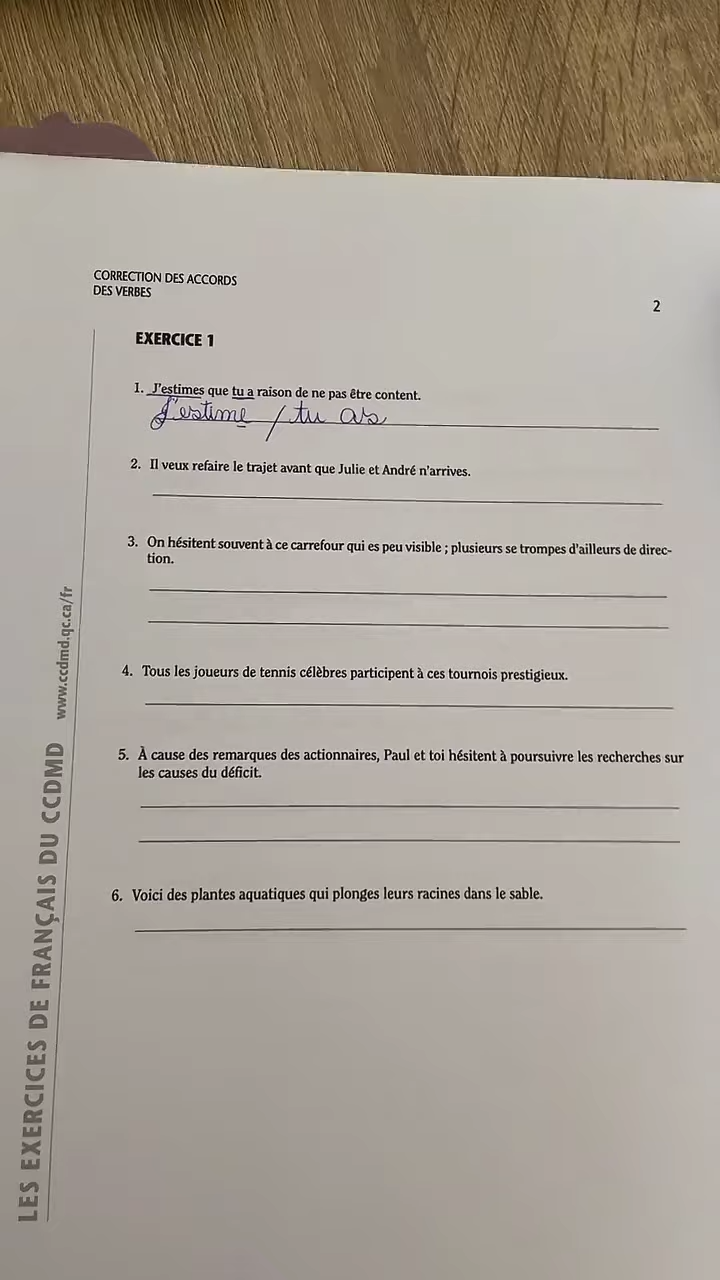 CORRECTION DES ACCORDS
DES VERBES
2
EXERCICE 1
1. J'estimes que tu a raison de ne pas être content.
J'estime / tu as
2. Il veux refaire le trajet avant que Julie et André n'arrives.
3. On hésitent souvent à ce carrefour qui es peu visible ; plusieurs se trompes d'ailleurs de direc-
tion.
4. Tous les joueurs de tennis célèbres participent à ces tournois prestigieux.
5. À cause des remarques des actionnaires, Paul et toi hésitent à poursuivre les recherches sur
les causes du déficit.
6. Voici des plantes aquatiques qui plonges leurs racines dans le sable.
LES EXERCICES DE FRANÇAIS DU CCDMD www.ccdmd.qc.ca/fr